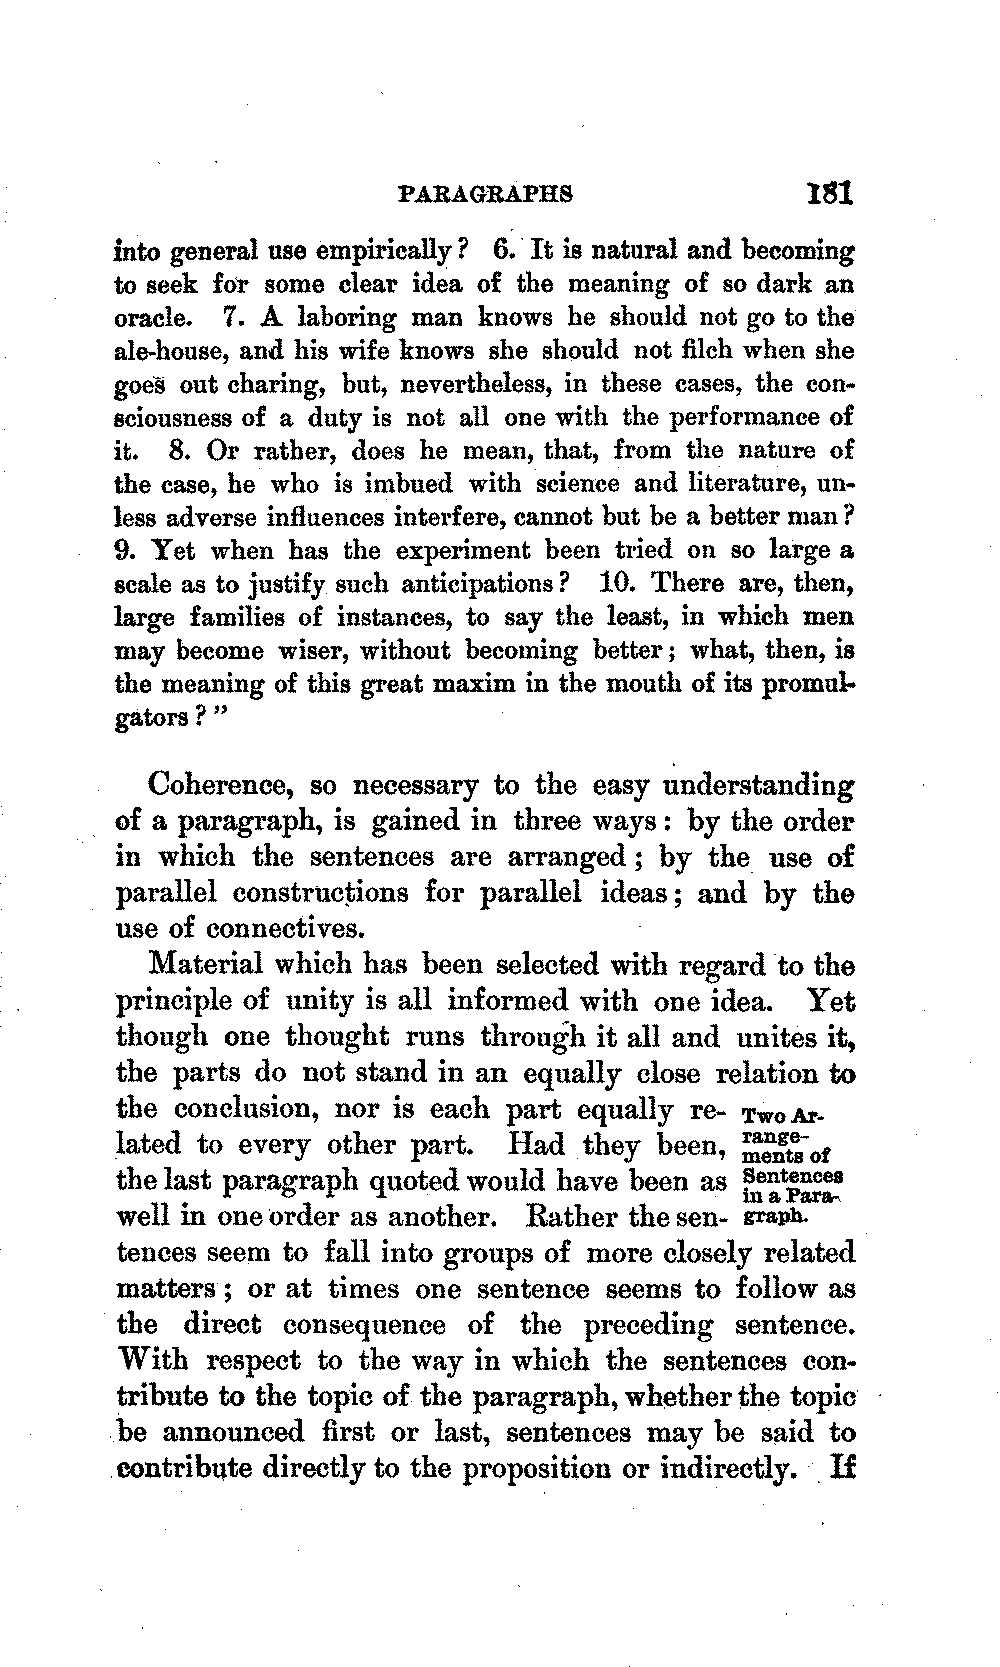 PARAGRAPHS 181
into general use empirically? 6. It is natural and becoming
to seek for some clear idea of the meaning of so dark an
oracle. 7. A laboring man knows he should not go to the
ale-house, and his wife knows she should not filch when she
goes out charing, but, nevertheless, in these cases, the con-
sciousness of a duty is not all one with the performance of
it. 8. Or rather, does he mean, that, from the nature of
the case, he who is imbued with science and literature, un-
less adverse influences interfere, cannot but be a better man?
9. Yet when has the experiment been tried on so large a
scale as to justify such anticipations? 10. There are, then,
large families of instances, to say the least, in which men
may become wiser, without becoming better; what, then, is
the meaning of this great maxim in the mouth of its promul-
gators?"
Coherence, so necessary to the easy understanding
of a paragraph, is gained in three ways: by the order
in which the sentences are arranged; by the use of
parallel constructions for parallel ideas; and by the
use of connectives.
Material which has been selected with regard to the
principle of unity is all informed with one idea. Yet
though one thought runs through it all and unites it,
the parts do not stand in an equally close relation to
the conclusion, nor is each part equally re-
lated to every other part. Had they been,
the last paragraph quoted would have been as
well in one order as another. Rather the sen-
Two Ar-
range-
ments of
Sentences
in a Para-
graph.
tences seem to fall into groups of more closely related
matters; or at times one sentence seems to follow as
the direct consequence of the preceding sentence.
With respect to the way in which the sentences con-
tribute to the topic of the paragraph, whether the topic
be announced first or last, sentences may be said to
contribute directly to the proposition or indirectly. If